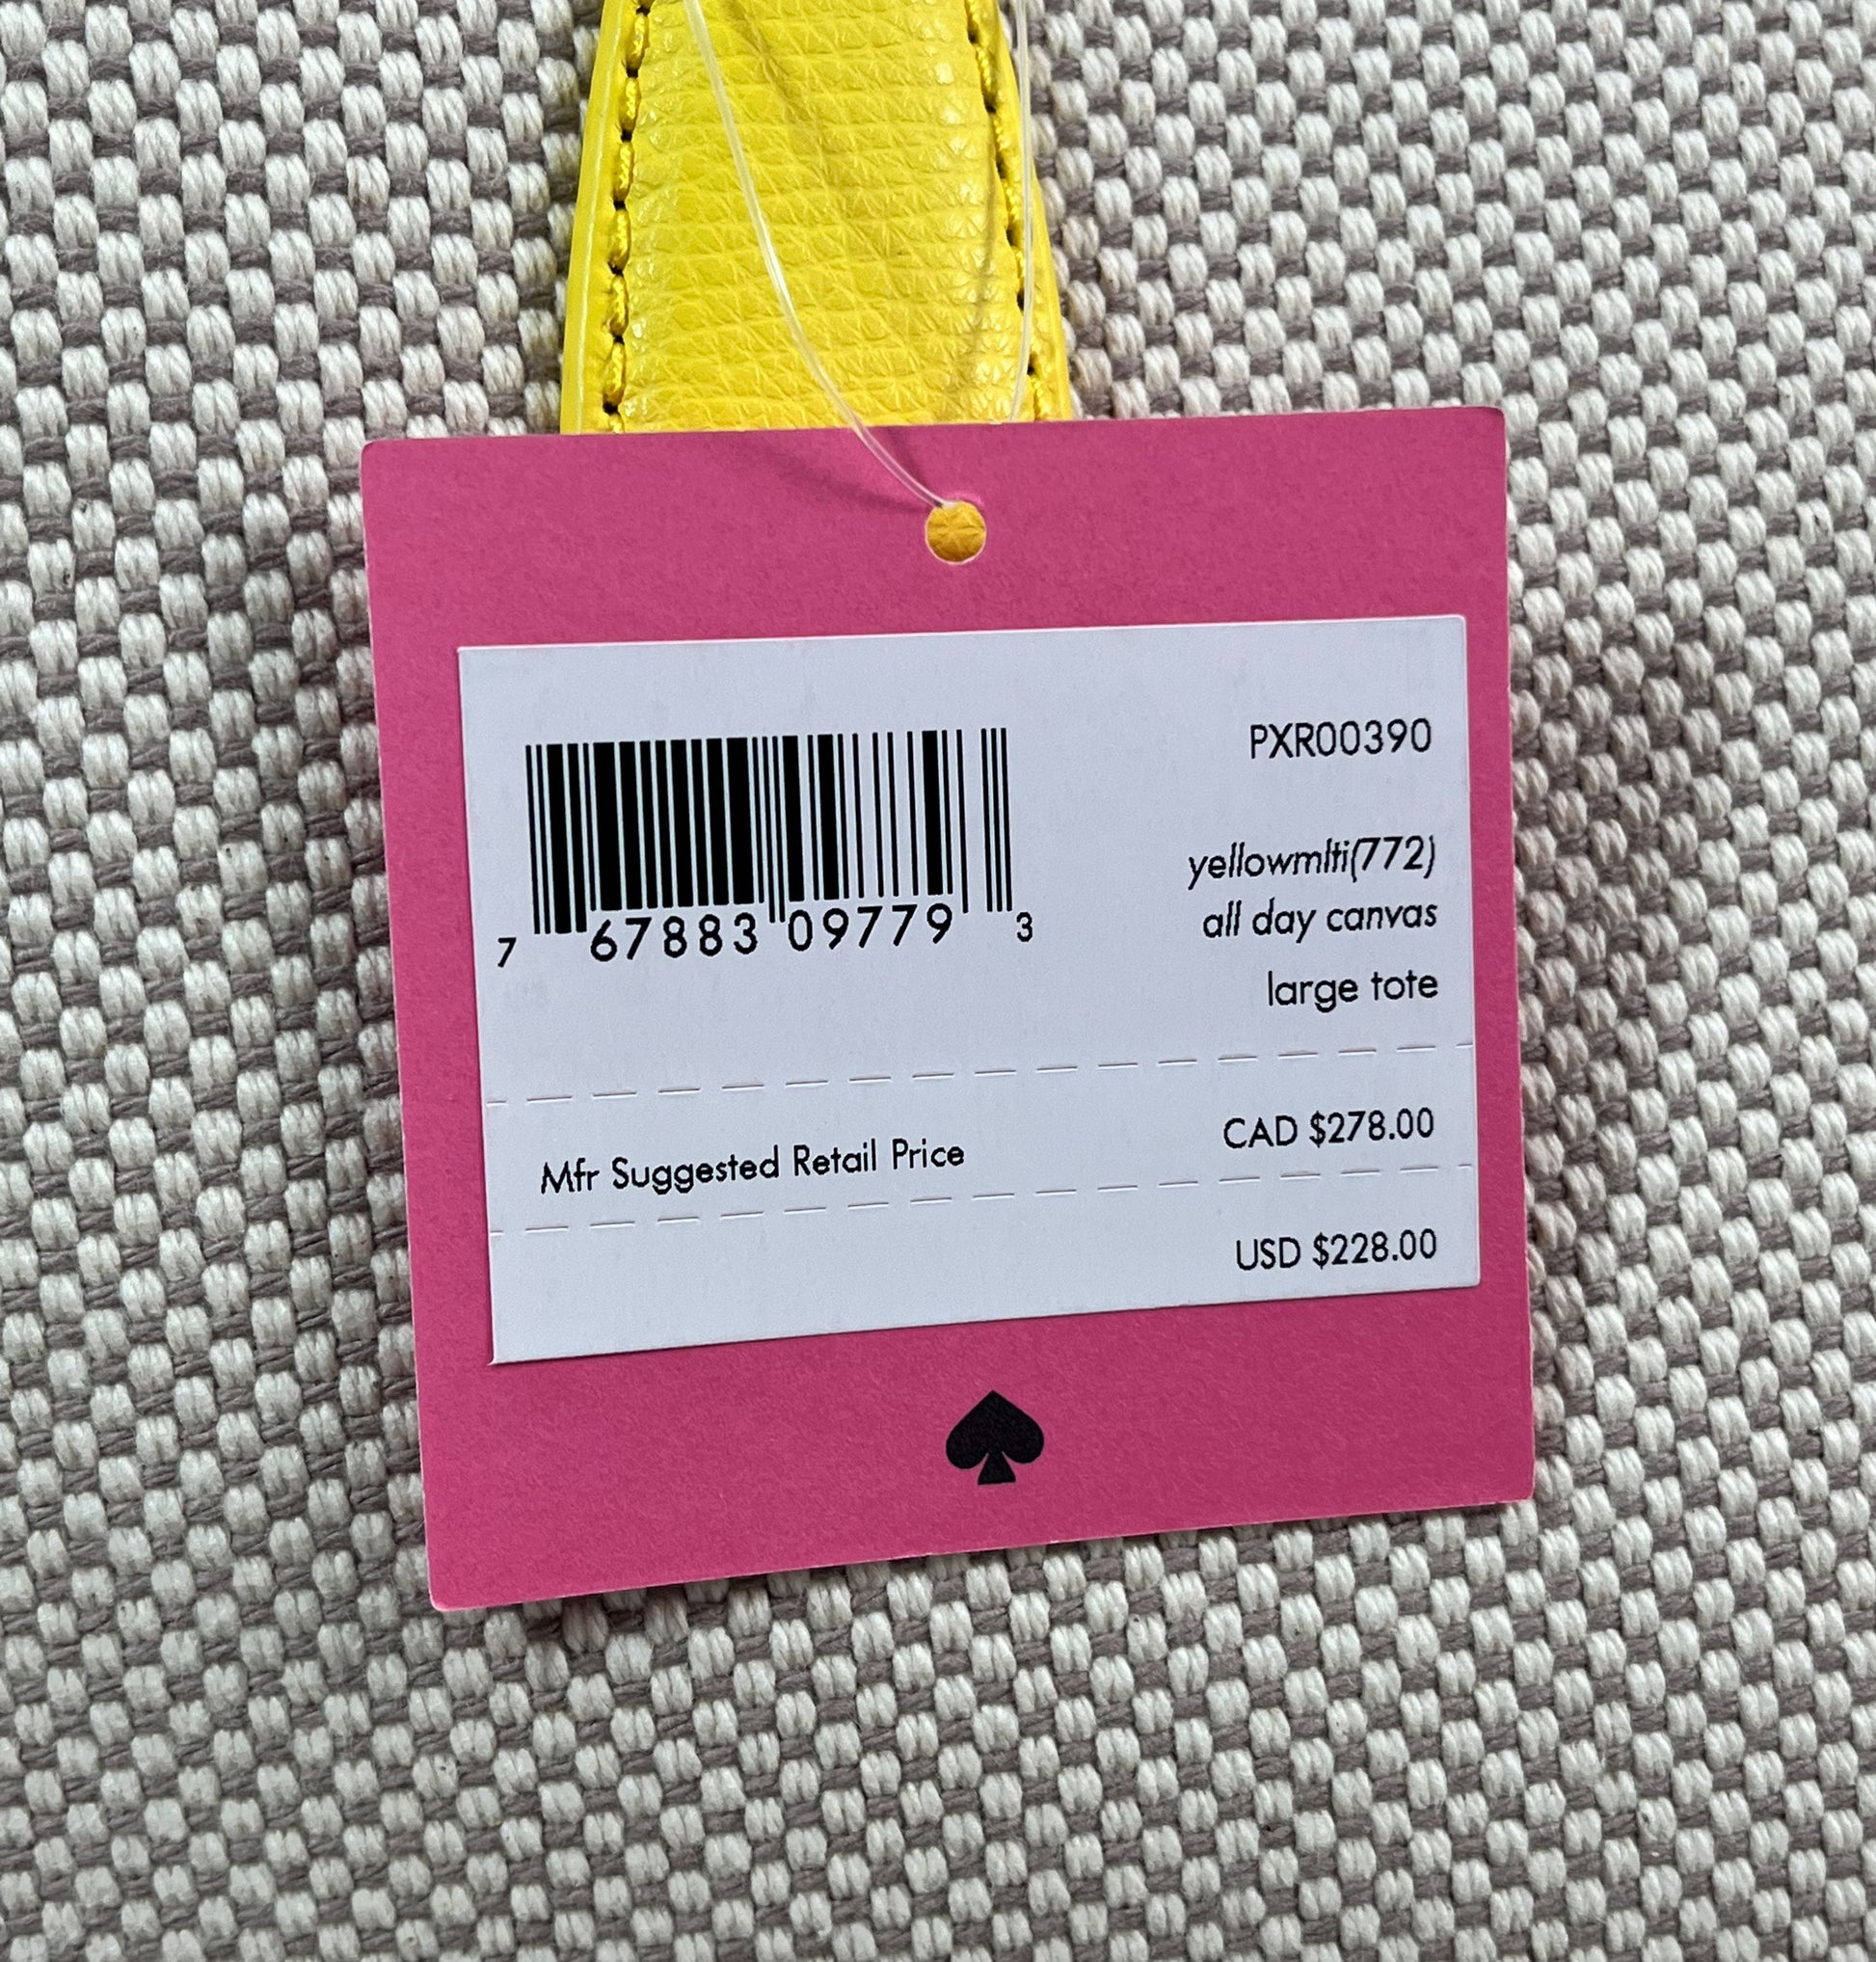 PXR00390
7 67883 09779 3
yellowmlti(772)
all day canvas
large tote
Mfr Suggested Retail Price CAD $278.00
USD $228.00